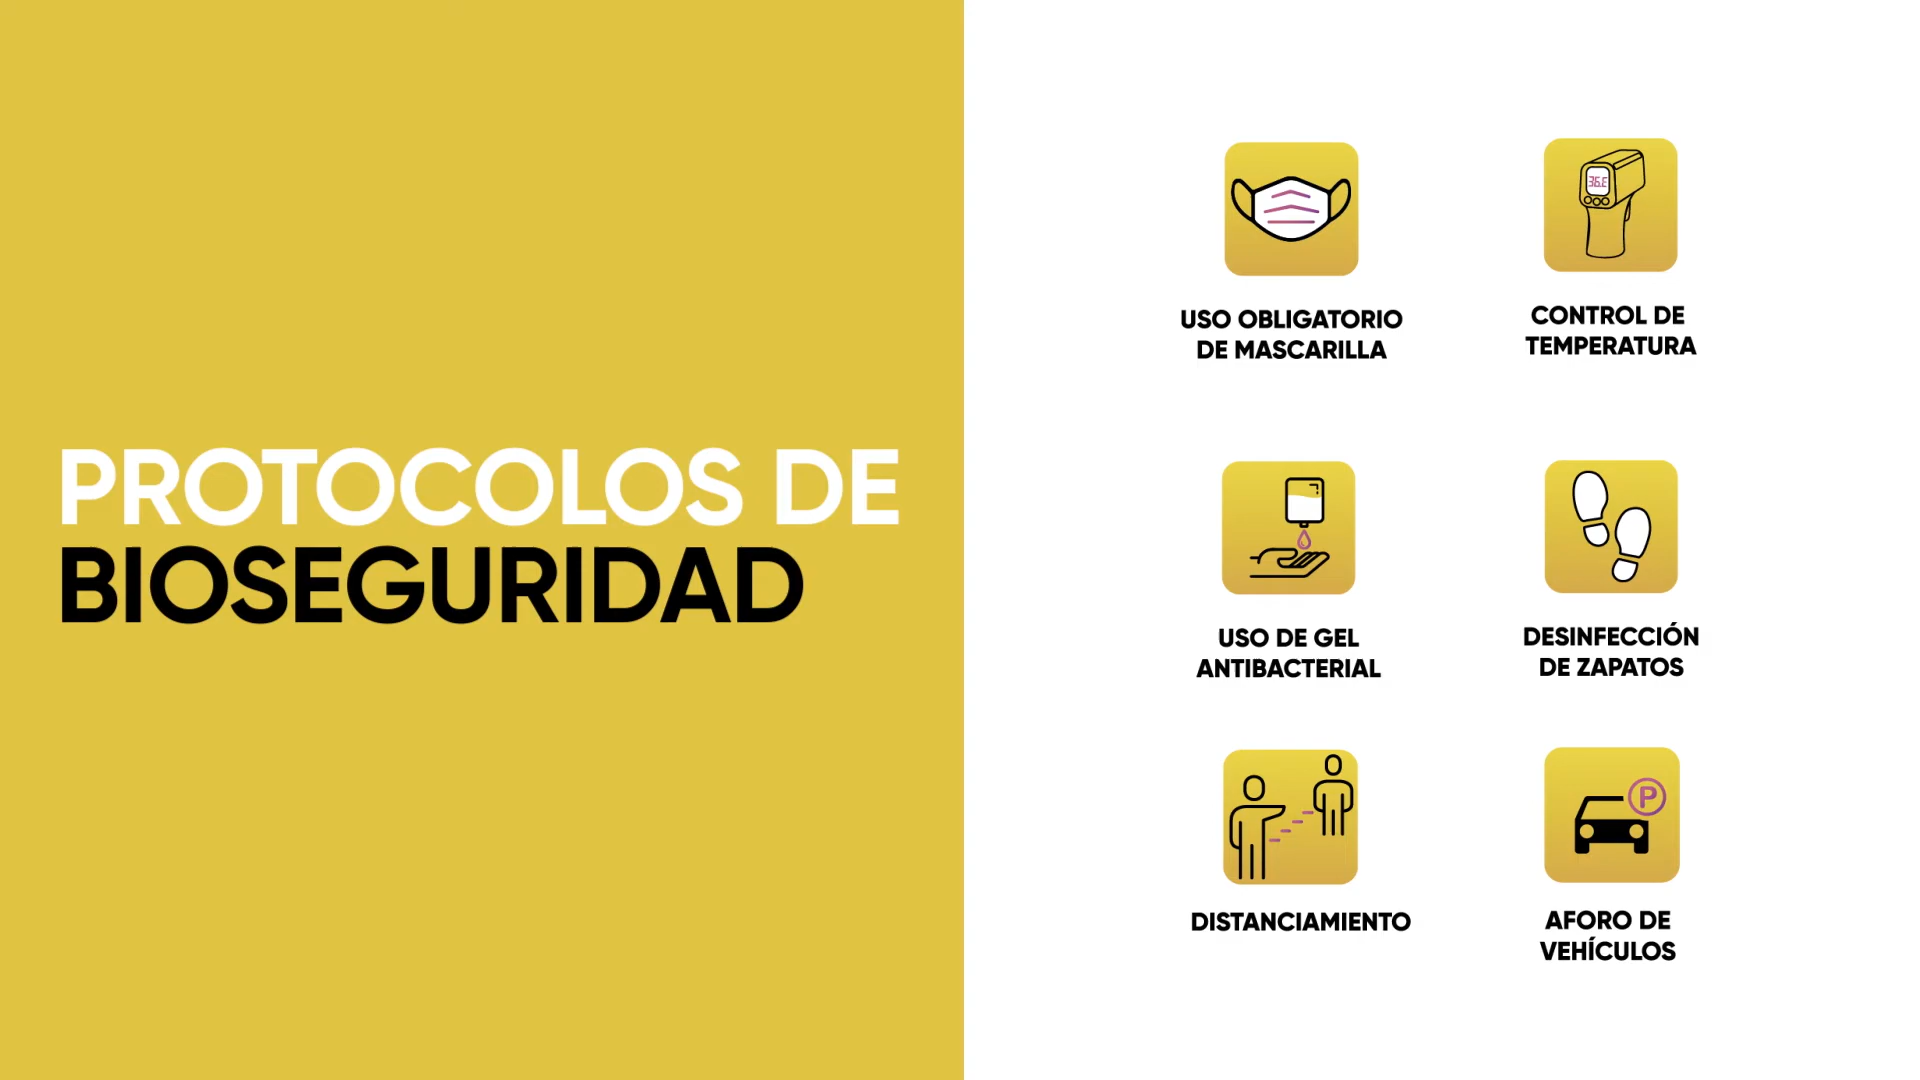 PROTOCOLOS DE
BIOSEGURIDAD
USO OBLIGATORIO
DE MASCARILLA
36.E
CONTROL DE
TEMPERATURA
USO DE GEL
ANTIBACTERIAL
DESINFECCIÓN
DE ZAPATOS
DISTANCIAMIENTO
P
AFORO DE
VEHÍCULOS